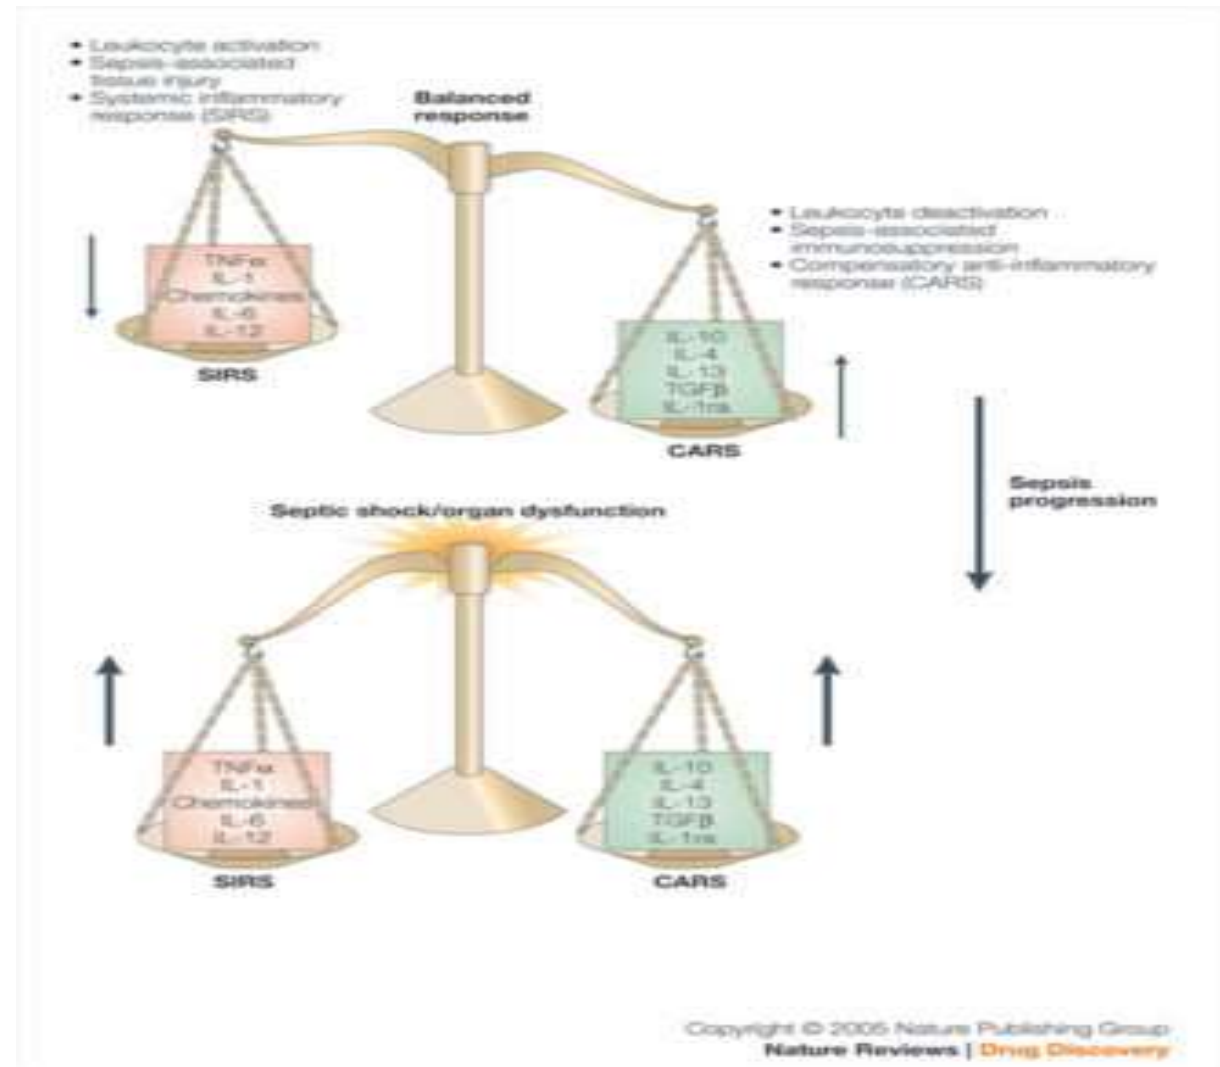 • Leukocyte activation
• Sepsis-associated
tissue injury
• Systemic inflammatory
response (SIRS)
Balanced
response
• Leukocyte deactivation
• Sepsis-associated
immunosuppression
• Compensatory anti-inflammatory
response (CARS)
TNFα
IL-1
Chemokines
IL-6
IL-12
SIRS
IL-10
IL-4
IL-13
TGFβ
IL-1ra
CARS
Sepsis
progression
Septic shock/organ dysfunction
TNFα
IL-1
Chemokines
IL-6
IL-12
SIRS
IL-10
IL-4
IL-13
TGFβ
IL-1ra
CARS
Copyright © 2005 Nature Publishing Group
Nature Reviews | Drug Discovery